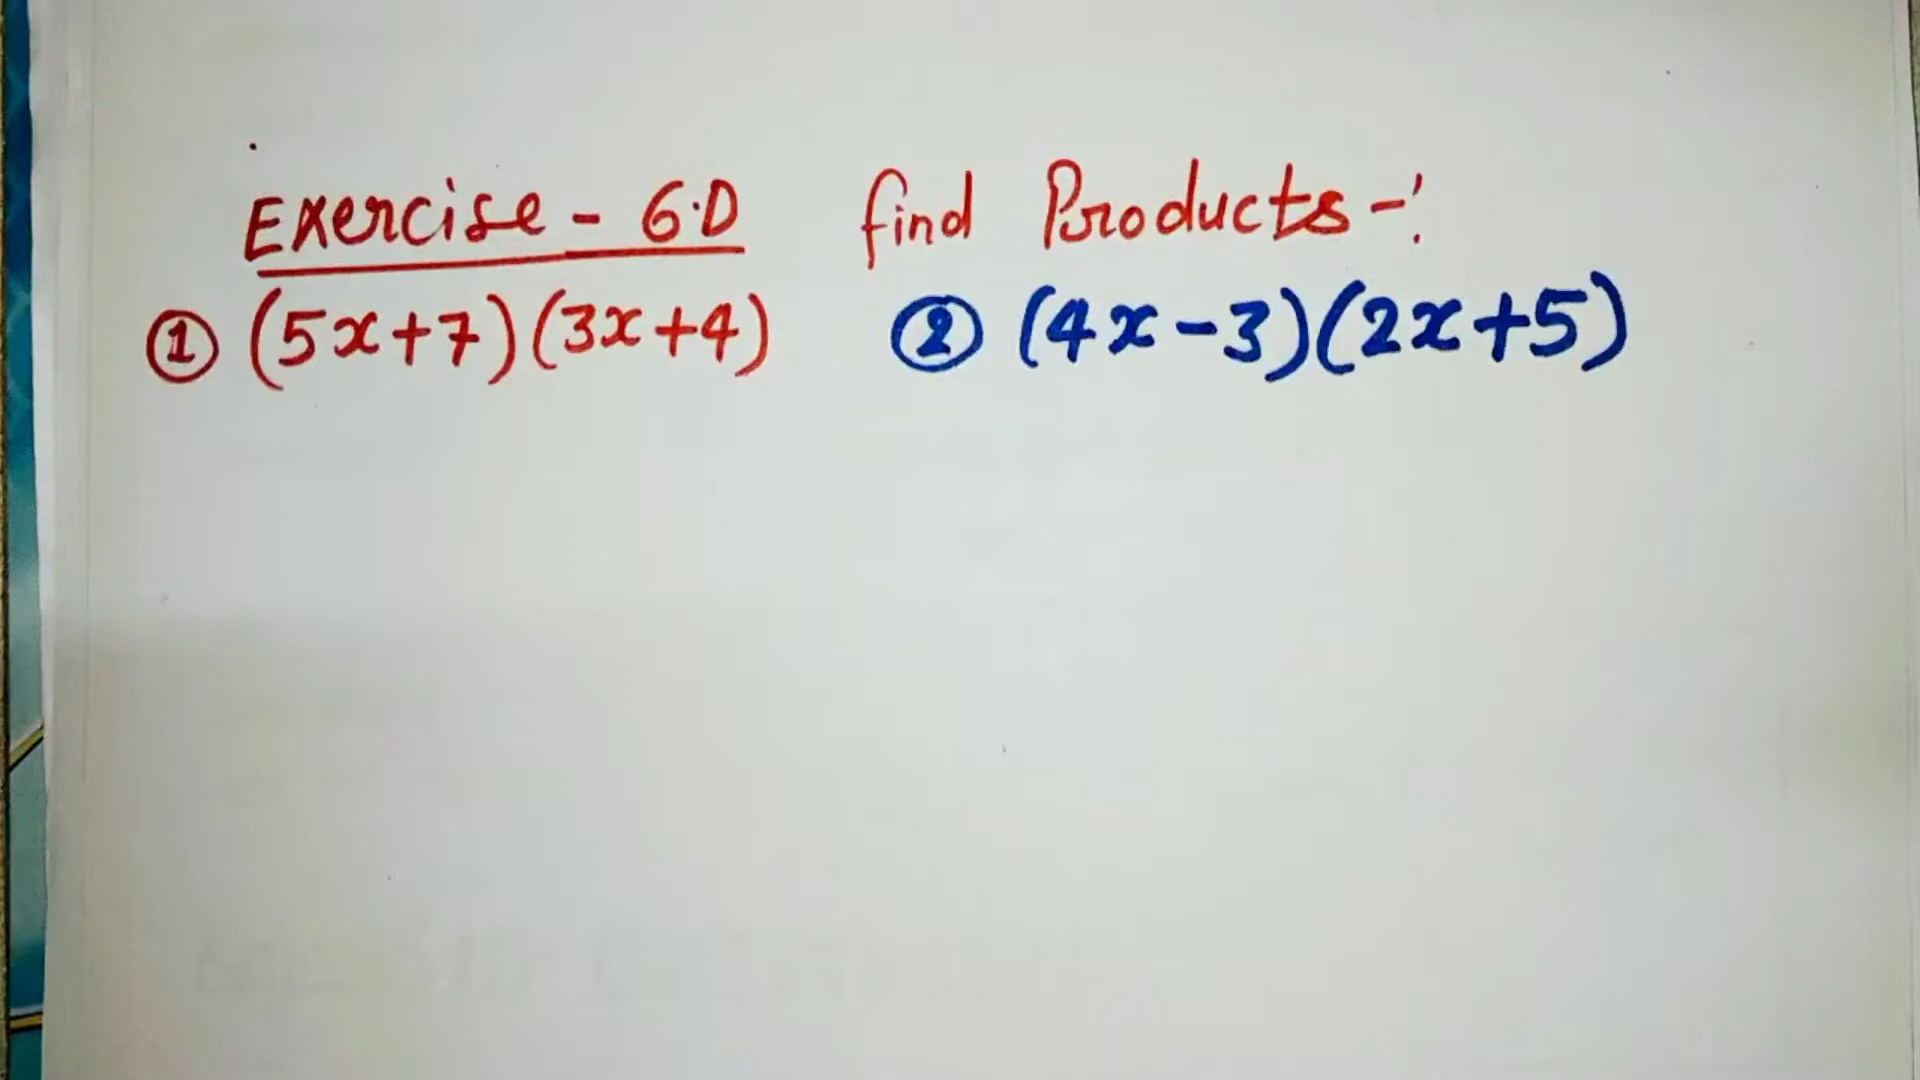 Exercise - 6.D find Products -:
① (5x+7)(3x+4) ② (4x-3)(2x+5)